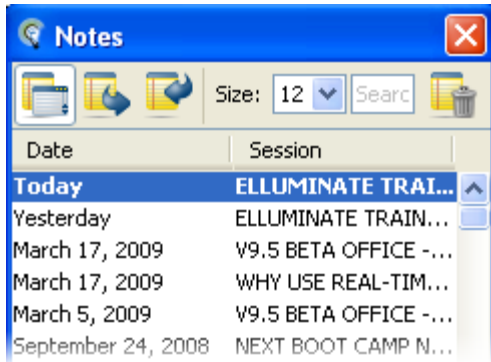 Notes
Size: 12 Searc
Date Session
Today ELLUMINATE TRAI...
Yesterday ELLUMINATE TRAIN...
March 17, 2009 V9.5 BETA OFFICE -...
March 17, 2009 WHY USE REAL-TIM...
March 5, 2009 V9.5 BETA OFFICE -...
September 24, 2008 NEXT BOOT CAMP N...